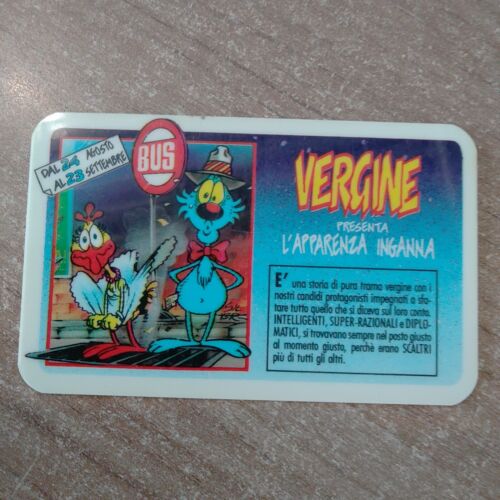 DAL 24 AGOSTO
AL 23 SETTEMBRE
BUS
VERGINE
PRESENTA
L'APPARENZA INGANNA
E' una storia di pura trama vergine con i
nostri candidi protagonisti impegnati a sfa-
tare tutto quello che si diceva sul loro conto.
INTELLIGENTI, SUPER-RAZIONALI e DIPLO-
MATICI, si trovavano sempre nel posto giusto
al momento giusto, perchè erano SCALTRI
più di tutti gli altri.